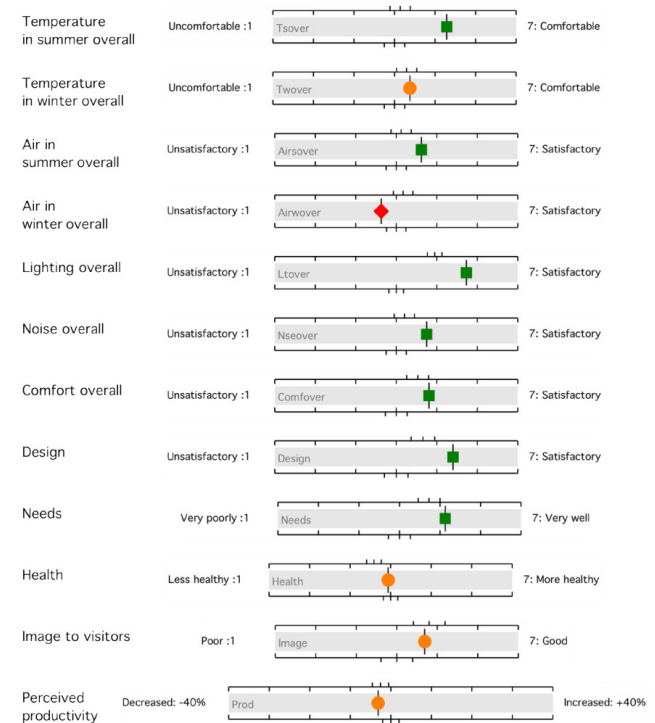 Temperature
in summer overall
Uncomfortable :1
Tsover
7: Comfortable
Temperature
in winter overall
Uncomfortable :1
Twover
7: Comfortable
Air in
summer overall
Unsatisfactory :1
Airsover
7: Satisfactory
Air in
winter overall
Unsatisfactory :1
Airwover
7: Satisfactory
Lighting overall
Unsatisfactory :1
Ltover
7: Satisfactory
Noise overall
Unsatisfactory :1
Nseover
7: Satisfactory
Comfort overall
Unsatisfactory :1
Comfover
7: Satisfactory
Design
Unsatisfactory :1
Design
7: Satisfactory
Needs
Very poorly :1
Needs
7: Very well
Health
Less healthy :1
Health
7: More healthy
Image to visitors
Poor :1
Image
7: Good
Perceived
productivity
Decreased: -40%
Prod
Increased: +40%